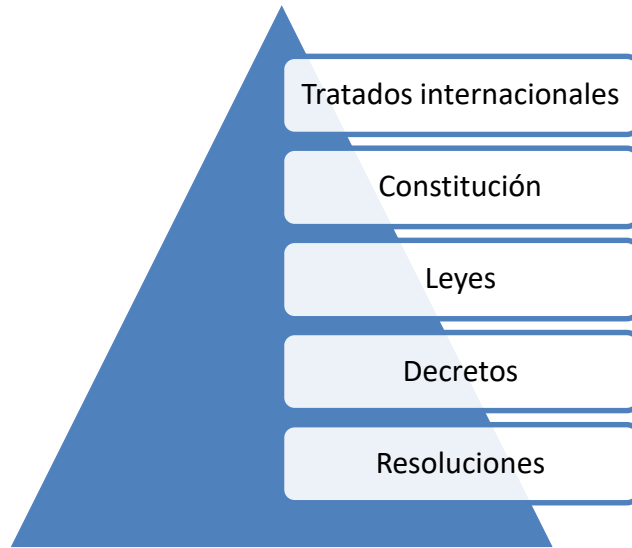 Tratados internacionales
Constitución
Leyes
Decretos
Resoluciones